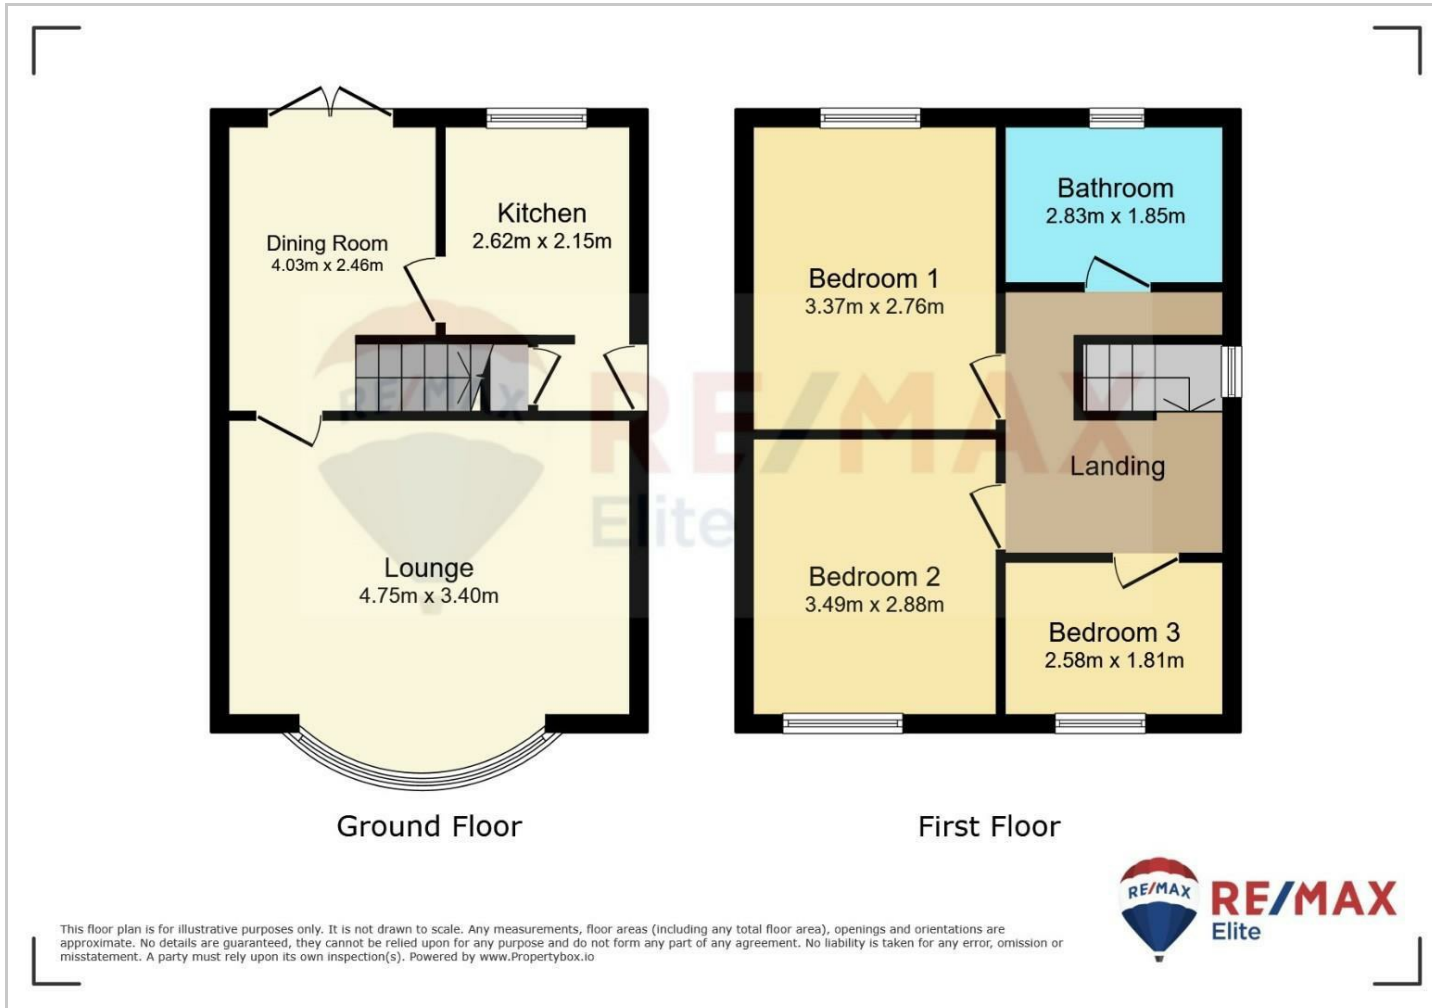 Dining Room
4.03m x 2.46m
Kitchen
2.62m x 2.15m
Lounge
4.75m x 3.40m
Ground Floor
Bedroom 1
3.37m x 2.76m
Bathroom
2.83m x 1.85m
Landing
Bedroom 2
3.49m x 2.88m
Bedroom 3
2.58m x 1.81m
First Floor
RE/MAX
RE/MAX
Elite
This floor plan is for illustrative purposes only. It is not drawn to scale. Any measurements, floor areas (including any total floor area), openings and orientations are
approximate. No details are guaranteed, they cannot be relied upon for any purpose and do not form any part of any agreement. No liability is taken for any error, omission or
misstatement. A party must rely upon its own inspection(s). Powered by www.Propertybox.io
RE/MAX
RE/MAX
Elite